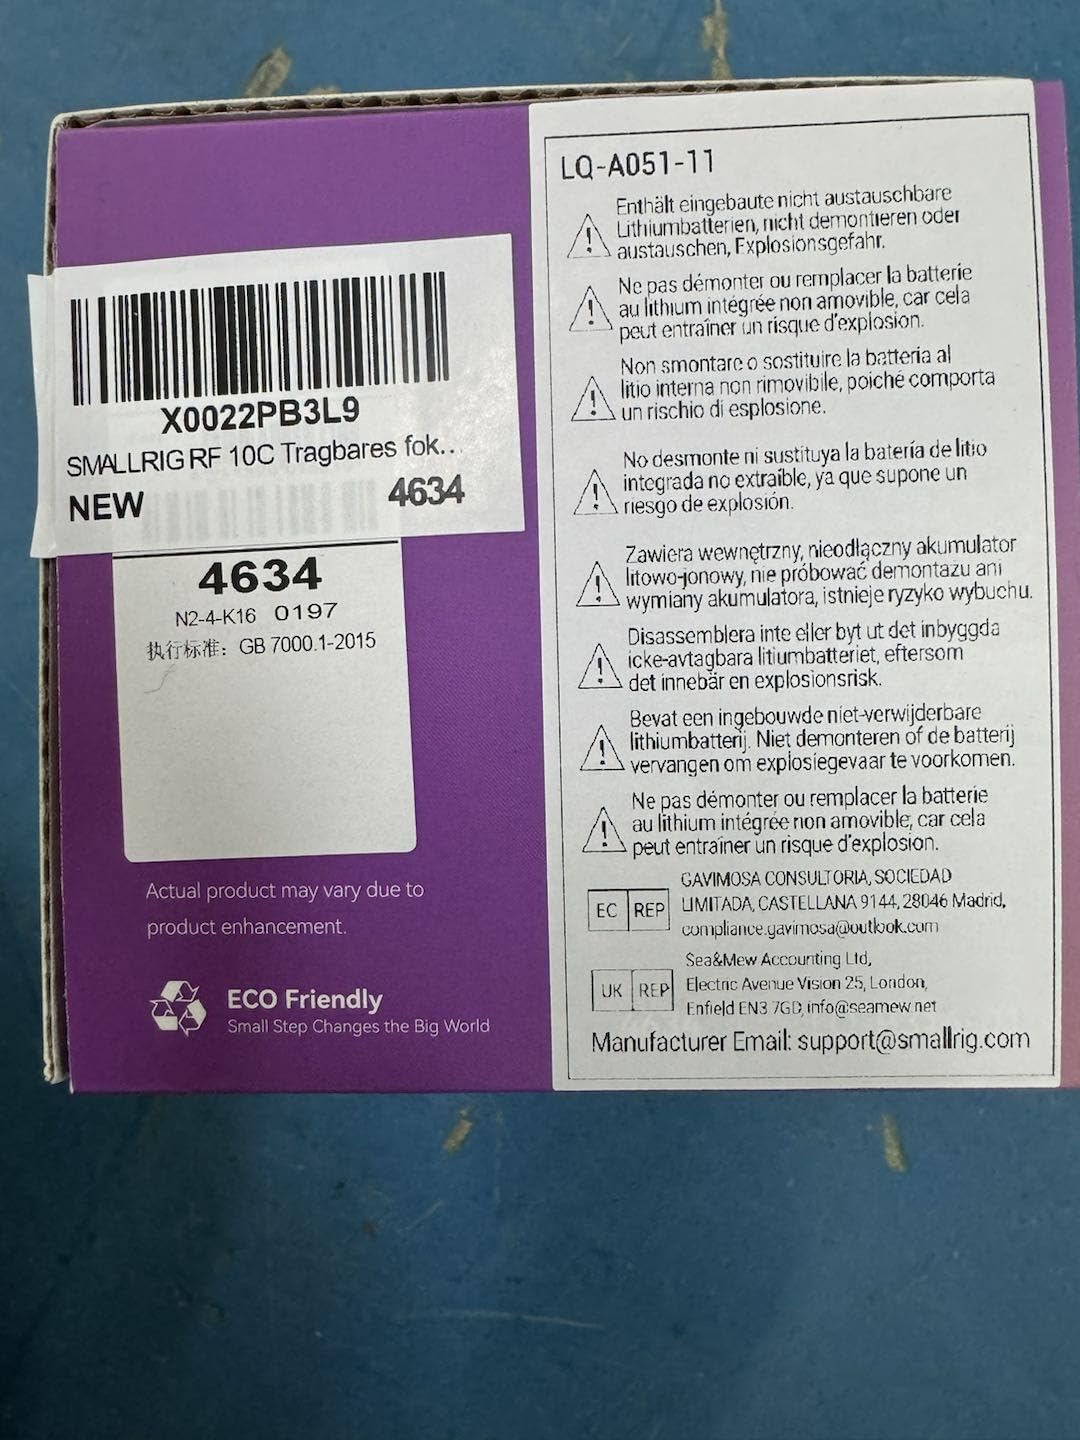 X0022PB3L9
SMALLRIG RF 10C Tragbares fok...
NEW 4634
4634
N2-4-K16 0197
执行标准: GB 7000.1-2015
Actual product may vary due to
product enhancement.
ECO Friendly
Small Step Changes the Big World
LQ-A051-11
Enthält eingebaute nicht austauschbare
Lithiumbatterien, nicht demontieren oder
austauschen, Explosionsgefahr.
Ne pas démonter ou remplacer la batterie
au lithium intégrée non amovible, car cela
peut entraîner un risque d'explosion.
Non smontare o sostituire la batteria al
litio interna non rimovibile, poiché comporta
un rischio di esplosione.
No desmonte ni sustituya la batería de litio
integrada no extraíble, ya que supone un
riesgo de explosión.
Zawiera wewnętrzny, nieodłączny akumulator
litowo-jonowy, nie próbować demontażu ani
wymiany akumulatora, istnieje ryzyko wybuchu.
Disassemblera inte eller byt ut det inbyggda
icke-avtagbara litiumbatteriet, eftersom
det innebär en explosionsrisk.
Bevat een ingebouwde niet-verwijderbare
lithiumbatterij. Niet demonteren of de batterij
vervangen om explosiegevaar te voorkomen.
Ne pas démonter ou remplacer la batterie
au lithium intégrée non amovible, car cela
peut entraîner un risque d'explosion.
EC REP
GAVIMOSA CONSULTORIA, SOCIEDAD
LIMITADA, CASTELLANA 9144, 28046 Madrid,
compliance.gavimosa@outlook.com
UK REP
Sea&Mew Accounting Ltd,
Electric Avenue Vision 25, London,
Enfield EN3 7GD, info@seamew.net
Manufacturer Email: support@smallrig.com